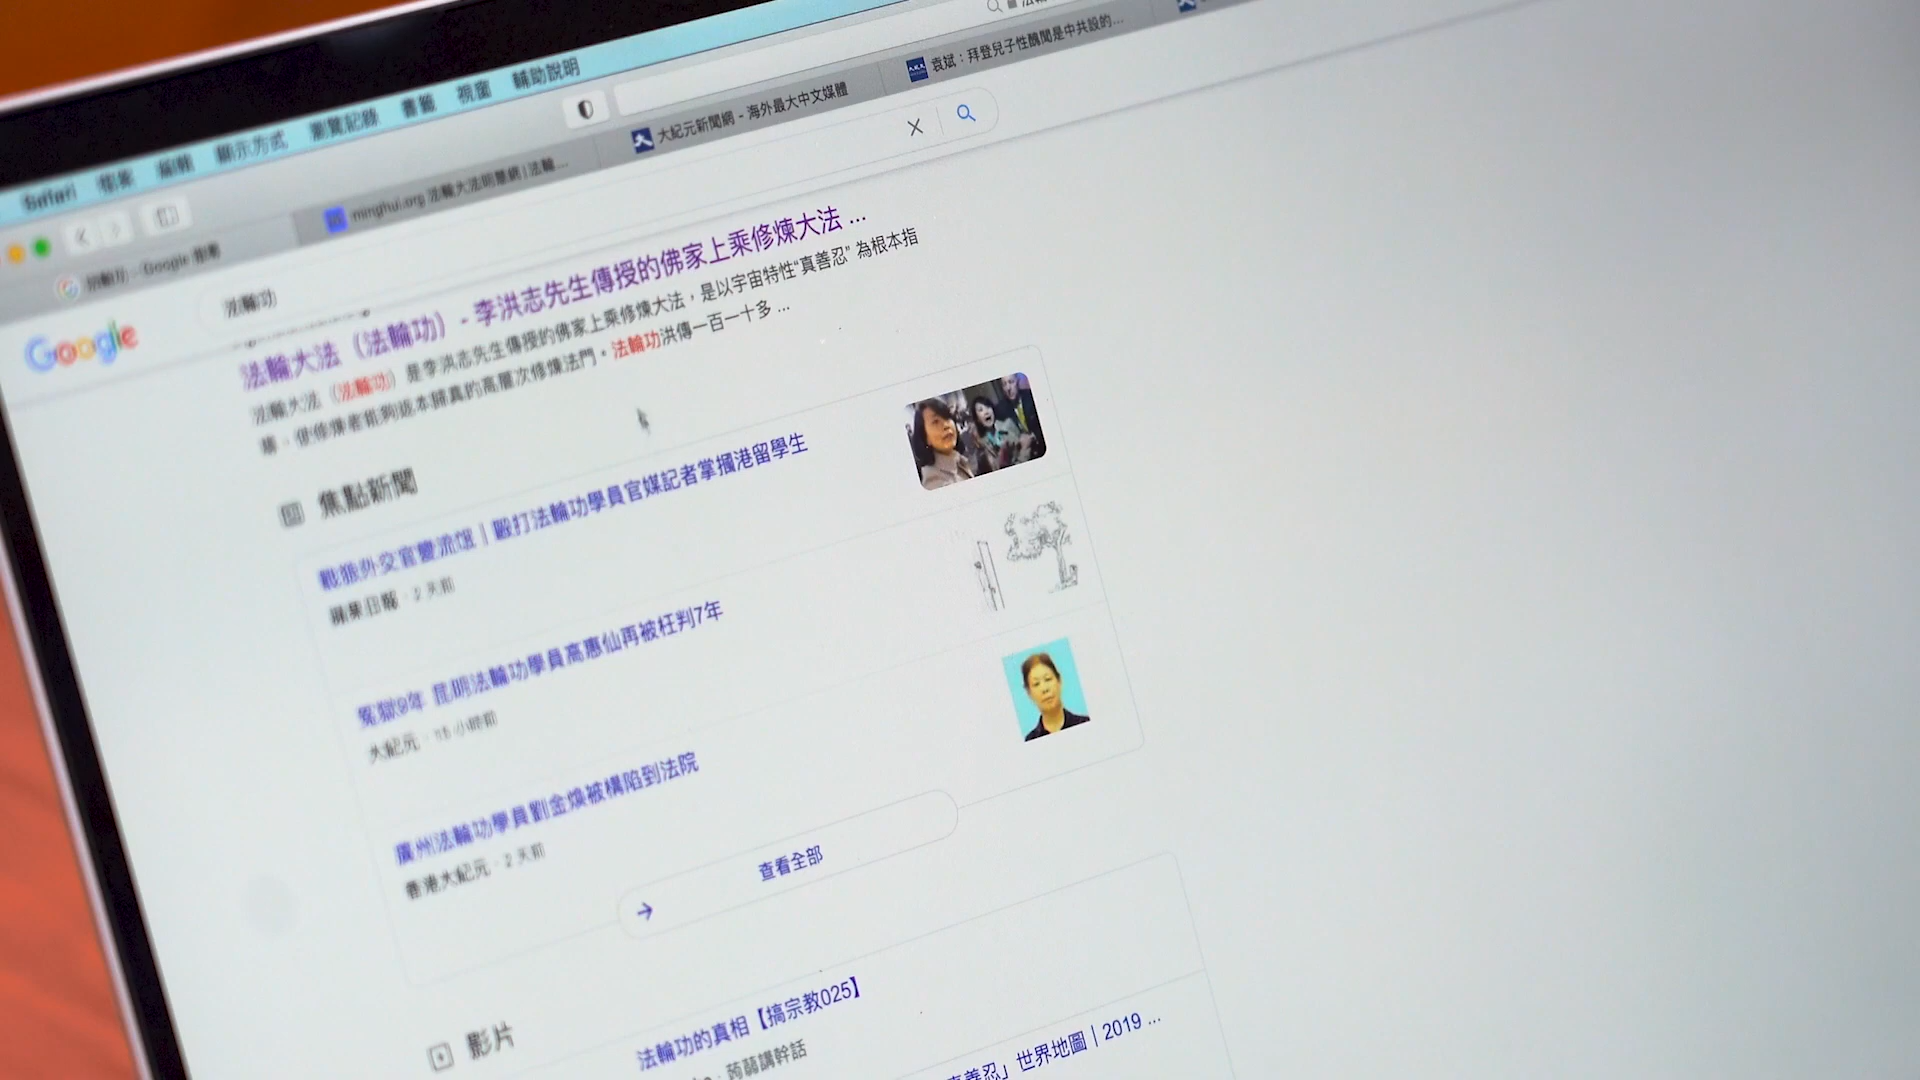 Safari 檔案 編輯 顯示方式 瀏覽記錄 書籤 視窗 輔助說明
法輪功 - Google 搜尋
minghui.org 法輪大法明慧網 | 法輪...
大紀元新聞網 - 海外最大中文媒體
袁斌：拜登兒子性醜聞是中共設的...
Google
法輪功
法輪大法（法輪功）- 李洪志先生傳授的佛家上乘修煉大法 ...
法輪大法（法輪功）是李洪志先生傳授的佛家上乘修煉大法，是以宇宙特性“真善忍” 為根本指
導，使修煉者能夠返本歸真的高層次修煉法門。法輪功洪傳一百一十多 ...
焦點新聞
戰狼外交官變流氓｜毆打法輪功學員官媒記者掌摑港留學生
蘋果日報 · 2 天前
冤獄9年 昆明法輪功學員高惠仙再被枉判7年
大紀元 · 15 小時前
廣州法輪功學員劉金煥被構陷到法院
香港大紀元 · 2 天前
查看全部
影片
法輪功的真相【搞宗教025】
蒟蒻講幹話
真善忍」世界地圖｜2019 ...